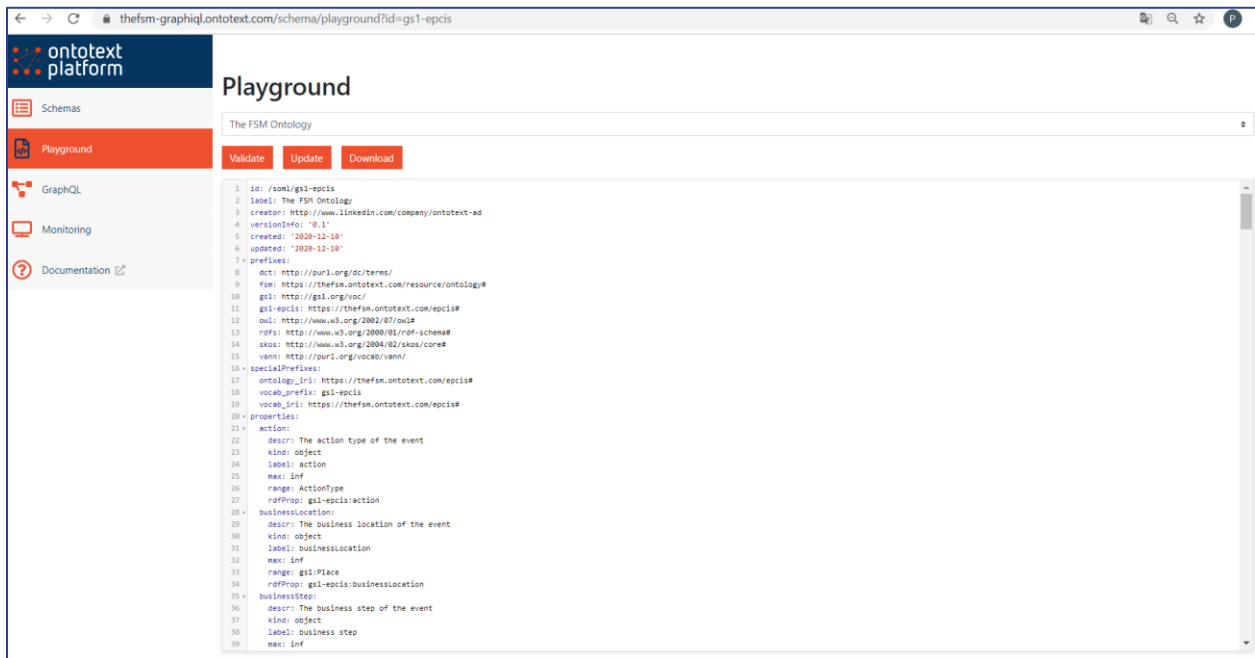 thefsm-graphiql.ontotext.com/schema/playground?id=gs1-epcis
P
ontotext
platform
Schemas
Playground
GraphQL
Monitoring
Documentation
Playground
The FSM Ontology
Validate Update Download
1 id: /soml/gs1-epcis
2 label: The FSM Ontology
3 creator: http://www.linkedin.com/company/ontotext-ad
4 versionInfo: '0.1'
5 created: '2020-12-10'
6 updated: '2020-12-10'
7 prefixes:
8 dct: http://purl.org/dc/terms/
9 fsm: https://thefsm.ontotext.com/resource/ontology#
10 gs1: http://gs1.org/voc/
11 gs1-epcis: https://thefsm.ontotext.com/epcis#
12 owl: http://www.w3.org/2002/07/owl#
13 rdfs: http://www.w3.org/2000/01/rdf-schema#
14 skos: http://www.w3.org/2004/02/skos/core#
15 vann: http://purl.org/vocab/vann/
16 specialPrefixes:
17 ontology_iri: https://thefsm.ontotext.com/epcis#
18 vocab_prefix: gs1-epcis
19 vocab_iri: https://thefsm.ontotext.com/epcis#
20 properties:
21 action:
22 descr: The action type of the event
23 kind: object
24 label: action
25 max: inf
26 range: ActionType
27 rdfProp: gs1-epcis:action
28 businessLocation:
29 descr: The business location of the event
30 kind: object
31 label: businessLocation
32 max: inf
33 range: gs1:Place
34 rdfProp: gs1-epcis:businessLocation
35 businessStep:
36 descr: The business step of the event
37 kind: object
38 label: business step
39 max: inf